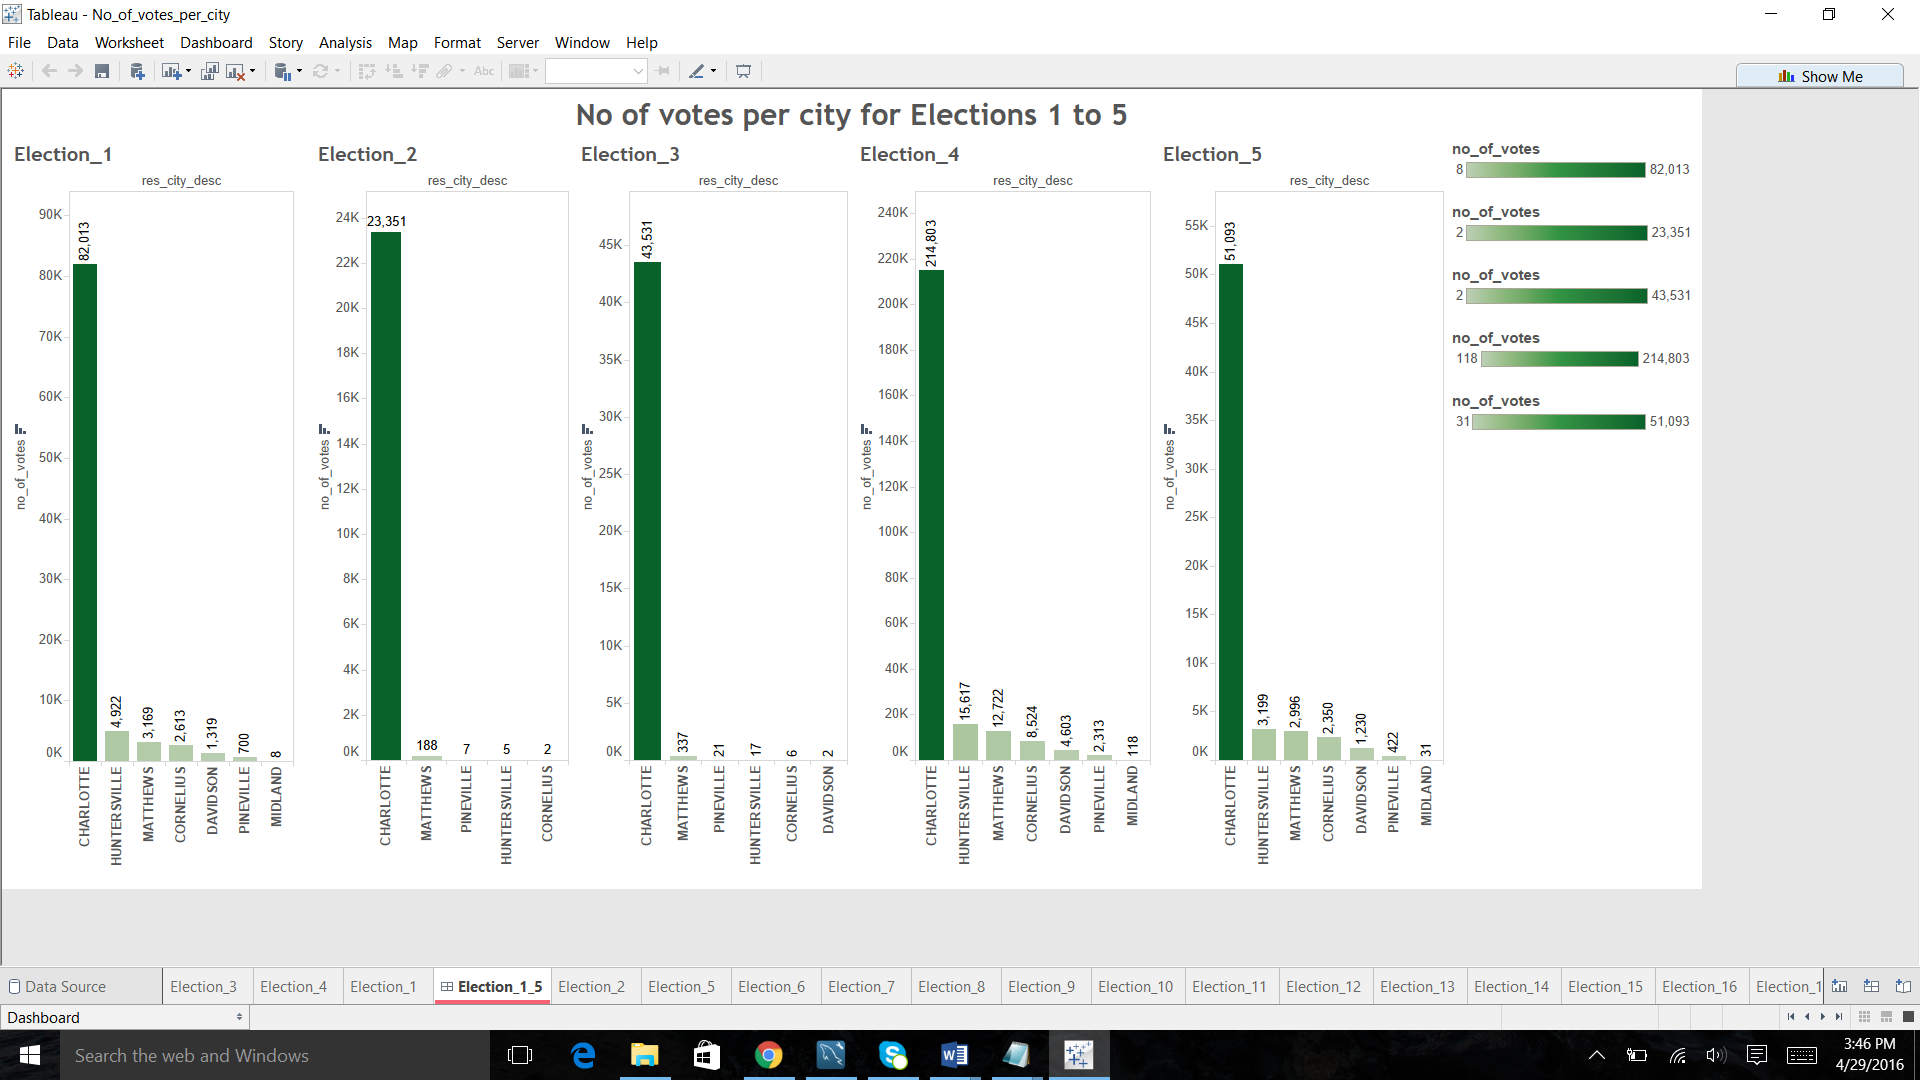 Tableau - No_of_votes_per_city
File Data Worksheet Dashboard Story Analysis Map Format Server Window Help
Abc
Show Me
No of votes per city for Elections 1 to 5
Election_1
res_city_desc
no_of_votes
90K
80K
70K
60K
50K
40K
30K
20K
10K
0K
82,013
4,922
3,169
2,613
1,319
700
8
CHARLOTTE
HUNTERSVILLE
MATTHEWS
CORNELIUS
DAVIDSON
PINEVILLE
MIDLAND
Election_2
res_city_desc
no_of_votes
24K
22K
20K
18K
16K
14K
12K
10K
8K
6K
4K
2K
0K
23,351
188
7
5
2
CHARLOTTE
MATTHEWS
PINEVILLE
HUNTERSVILLE
CORNELIUS
Election_3
res_city_desc
no_of_votes
45K
40K
35K
30K
25K
20K
15K
10K
5K
0K
43,531
337
21
17
6
2
CHARLOTTE
MATTHEWS
PINEVILLE
HUNTERSVILLE
CORNELIUS
DAVIDSON
Election_4
res_city_desc
no_of_votes
240K
220K
200K
180K
160K
140K
120K
100K
80K
60K
40K
20K
0K
214,803
15,617
12,722
8,524
4,603
2,313
118
CHARLOTTE
HUNTERSVILLE
MATTHEWS
CORNELIUS
DAVIDSON
PINEVILLE
MIDLAND
Election_5
res_city_desc
no_of_votes
55K
50K
45K
40K
35K
30K
25K
20K
15K
10K
5K
0K
51,093
3,199
2,996
2,350
1,230
422
31
CHARLOTTE
HUNTERSVILLE
MATTHEWS
CORNELIUS
DAVIDSON
PINEVILLE
MIDLAND
no_of_votes
8 82,013
no_of_votes
2 23,351
no_of_votes
2 43,531
no_of_votes
118 214,803
no_of_votes
31 51,093
Data Source Election_3 Election_4 Election_1 Election_1_5 Election_2 Election_5 Election_6 Election_7 Election_8 Election_9 Election_10 Election_11 Election_12 Election_13 Election_14 Election_15 Election_16 Election_1
Dashboard
Search the web and Windows
3:46 PM
4/29/2016